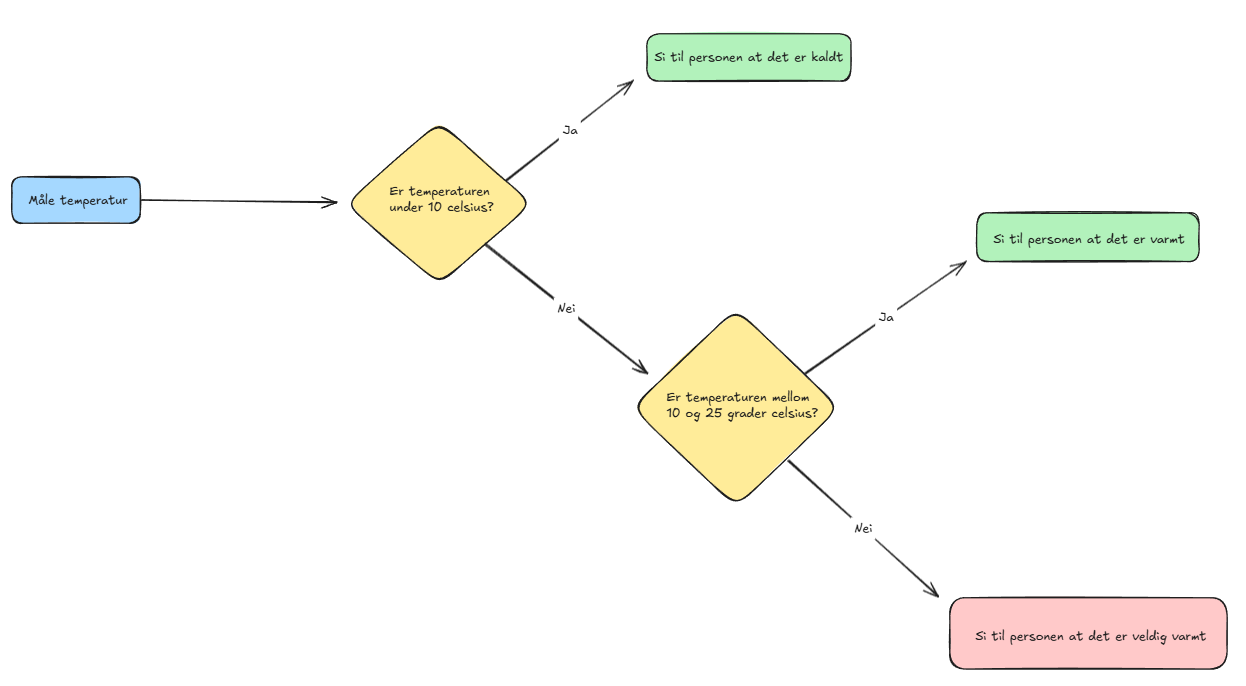 Si til personen at det er kaldt
Ja
Er temperaturen
under 10 celsius?
Måle temperatur
Si til personen at det er varmt
Nei
Ja
Er temperaturen mellom
10 og 25 grader celsius?
Nei
Si til personen at det er veldig varmt